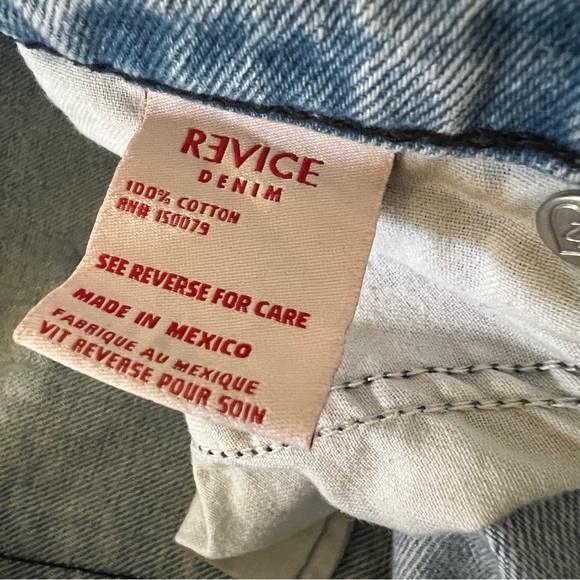 REVICE
DENIM
100% COTTON
RN# 150079
SEE REVERSE FOR CARE
MADE IN MEXICO
FABRIQUE AU MEXIQUE
VIT REVERSE POUR SOIN